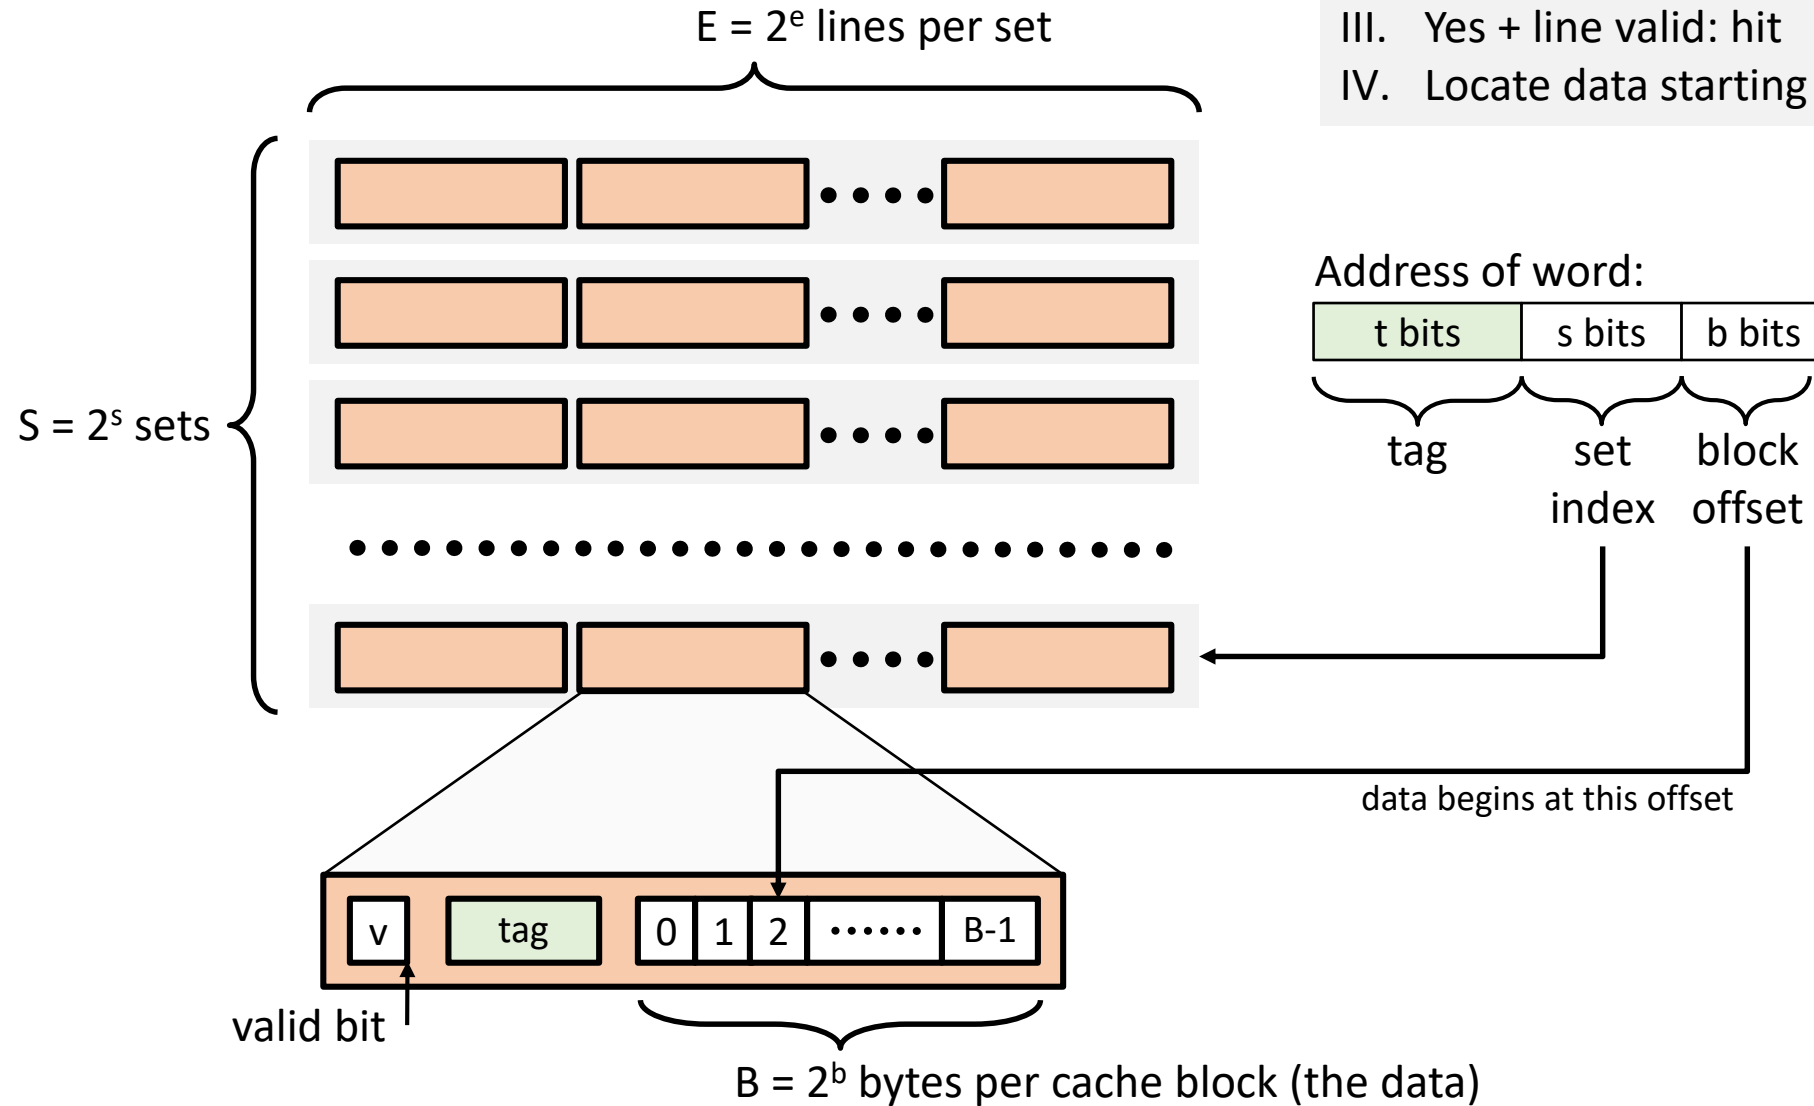 E = 2ᵉ lines per set
III. Yes + line valid: hit
IV. Locate data starting
Address of word:
t bits s bits b bits
tag set index block offset
S = 2ˢ sets
data begins at this offset
v tag 0 1 2 •••••• B-1
valid bit
B = 2ᵇ bytes per cache block (the data)